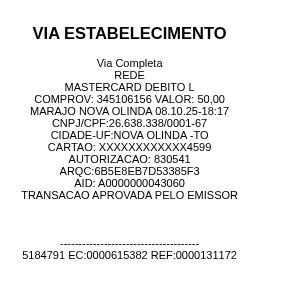 VIA ESTABELECIMENTO
Via Completa
REDE
MASTERCARD DEBITO L
COMPROV: 345106156 VALOR: 50,00
MARAJO NOVA OLINDA 08.10.25-18:17
CNPJ/CPF:26.638.338/0001-67
CIDADE-UF:NOVA OLINDA -TO
CARTAO: XXXXXXXXXXXX4599
AUTORIZACAO: 830541
ARQC:6B5E8EB7D53385F3
AID: A0000000043060
TRANSACAO APROVADA PELO EMISSOR
--------------------------------------
5184791 EC:0000615382 REF:0000131172